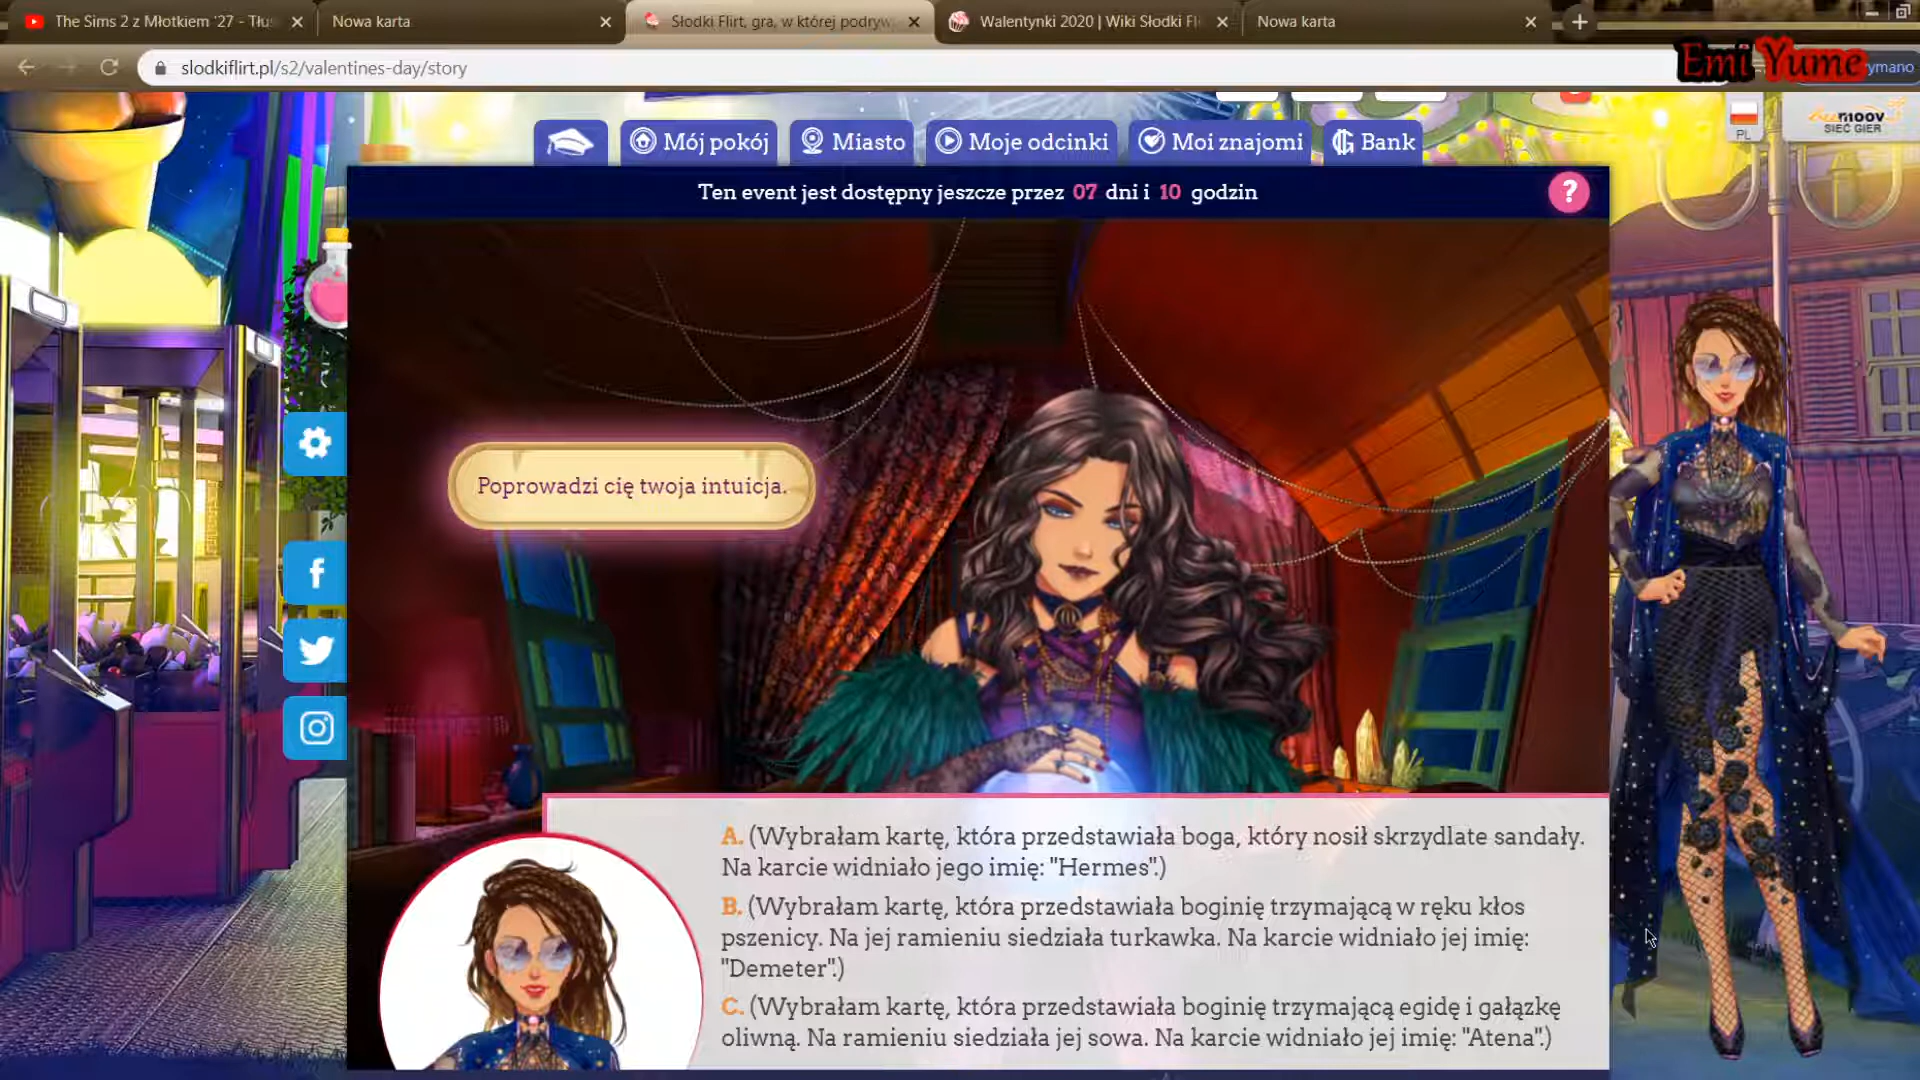 The Sims 2 z Młotkiem '27 - Tłus
Nowa karta
Słodki Flirt, gra, w której podryw
Walentynki 2020 | Wiki Słodki Fl
Nowa karta
slodkiflirt.pl/s2/valentines-day/story
Emi Yume
ymano
PL
SIEĆ GIER
Mój pokój
Miasto
Moje odcinki
Moi znajomi
Bank
Ten event jest dostępny jeszcze przez 07 dni i 10 godzin
?
Poprowadzi cię twoja intuicja.
A. (Wybrałam kartę, która przedstawiała boga, który nosił skrzydlate sandały.
Na karcie widniało jego imię: "Hermes".)
B. (Wybrałam kartę, która przedstawiała boginię trzymającą w ręku kłos
pszenicy. Na jej ramieniu siedziała turkawka. Na karcie widniało jej imię:
"Demeter".)
C. (Wybrałam kartę, która przedstawiała boginię trzymającą egidę i gałązkę
oliwną. Na ramieniu siedziała jej sowa. Na karcie widniało jej imię: "Atena".)